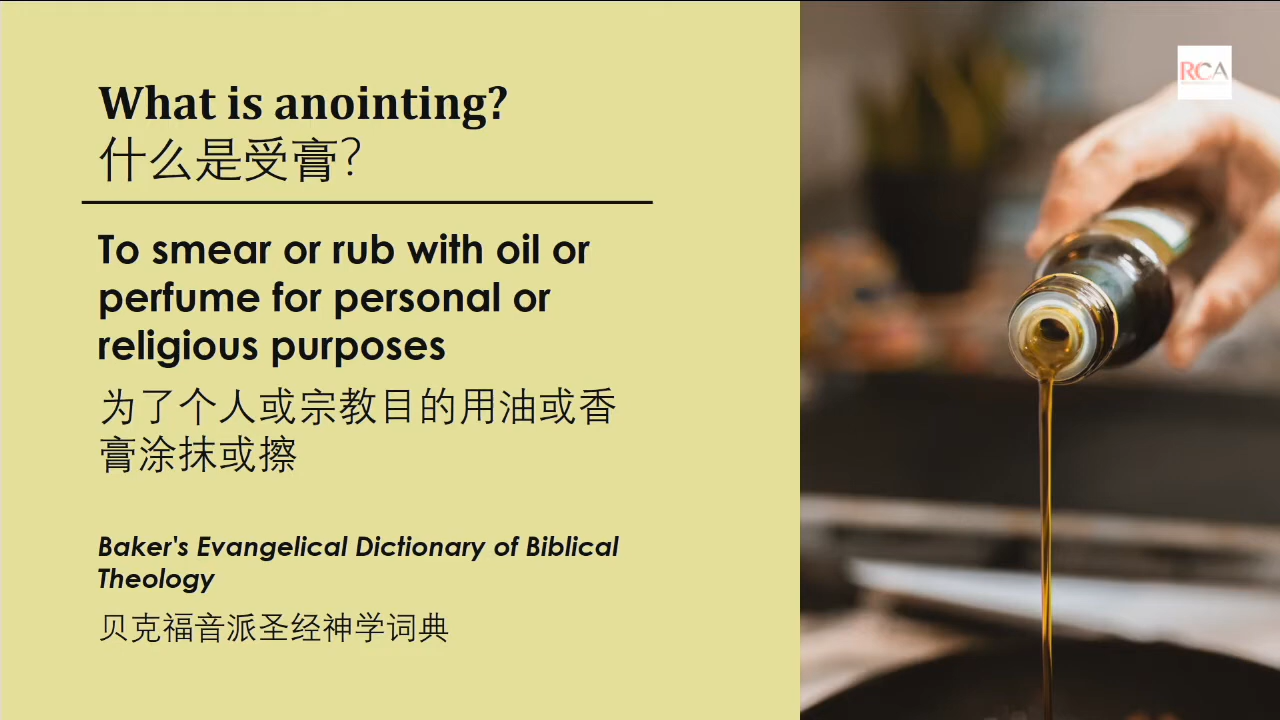 What is anointing?
什么是受膏?
To smear or rub with oil or
perfume for personal or
religious purposes
为了个人或宗教目的用油或香
膏涂抹或擦
Baker's Evangelical Dictionary of Biblical
Theology
贝克福音派圣经神学词典
RCA